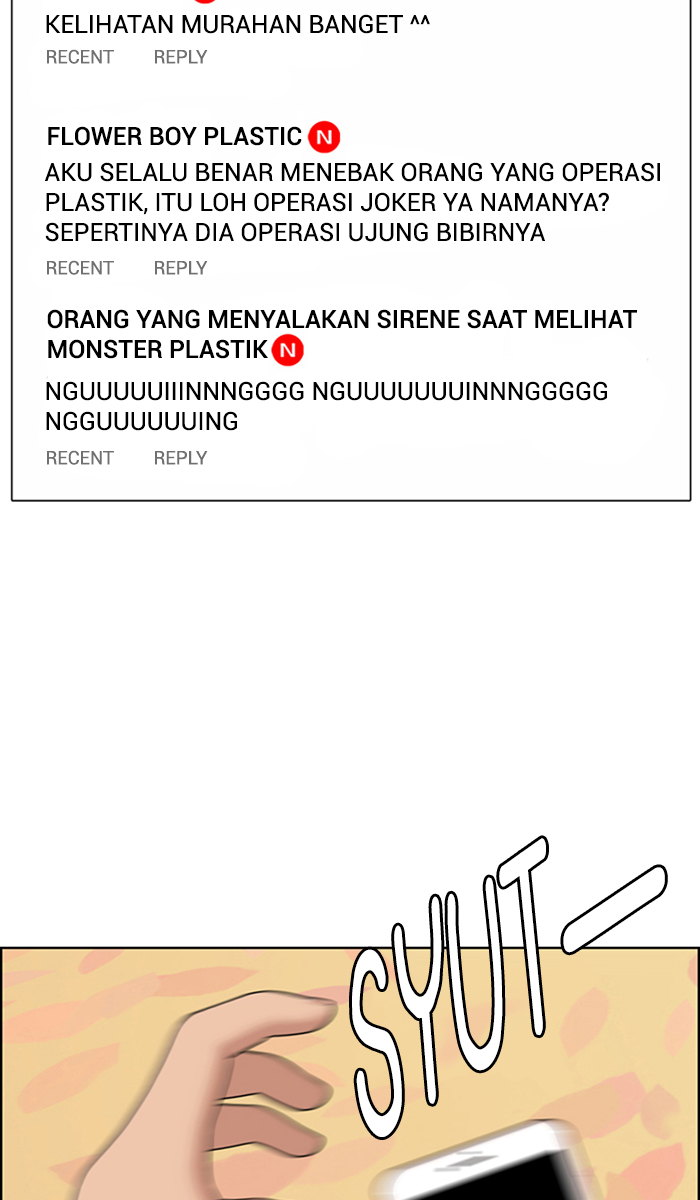 KELIHATAN MURAHAN BANGET ^^
RECENT REPLY
FLOWER BOY PLASTIC N
AKU SELALU BENAR MENEBAK ORANG YANG OPERASI
PLASTIK, ITU LOH OPERASI JOKER YA NAMANYA?
SEPERTINYA DIA OPERASI UJUNG BIBIRNYA
RECENT REPLY
ORANG YANG MENYALAKAN SIRENE SAAT MELIHAT
MONSTER PLASTIK N
NGUUUUUIIINNNGGGG NGUUUUUUUINNNGGGGG
NGGUUUUUUING
RECENT REPLY
SYUT—